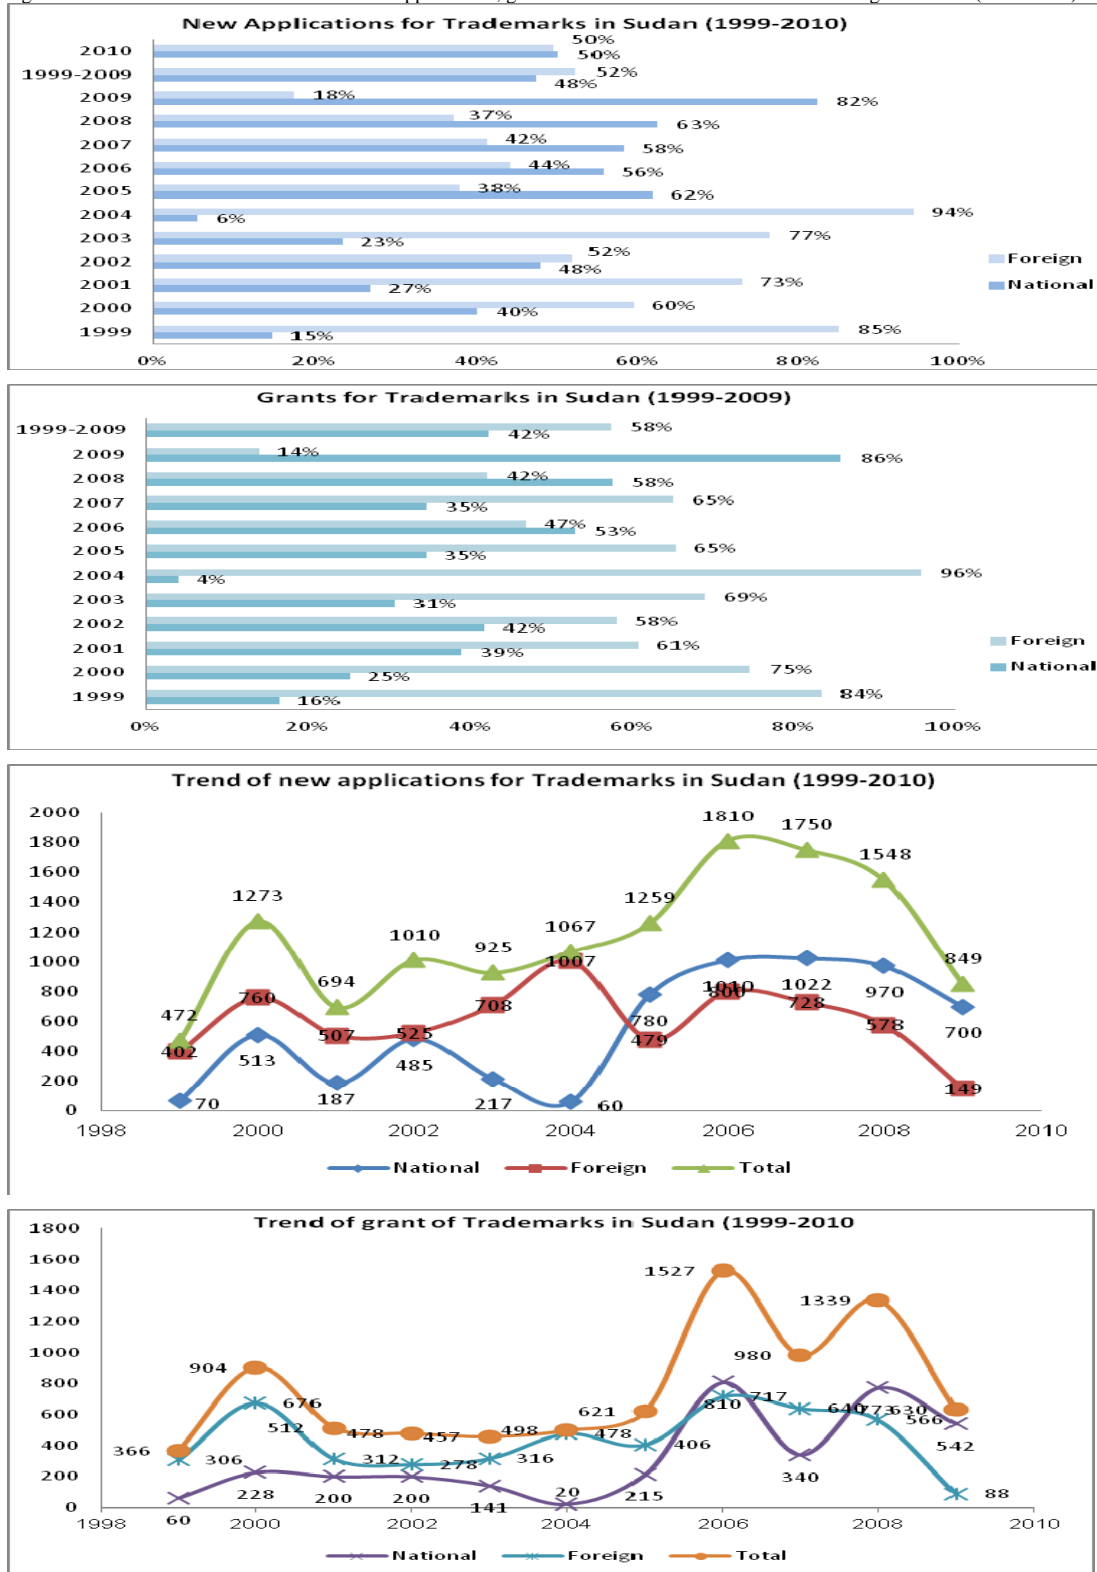 New Applications for Trademarks in Sudan (1999-2010)
2010 50% 50%
1999-2009 52% 48%
2009 18% 82%
2008 37% 63%
2007 42% 58%
2006 44% 56%
2005 38% 62%
2004 94% 6%
2003 77% 23%
2002 52% 48%
2001 73% 27%
2000 60% 40%
1999 85% 15%
Foreign
National
0% 20% 40% 60% 80% 100%
Grants for Trademarks in Sudan (1999-2009)
1999-2009 58% 42%
2009 14% 86%
2008 42% 58%
2007 65% 35%
2006 47% 53%
2005 65% 35%
2004 96% 4%
2003 69% 31%
2002 58% 42%
2001 61% 39%
2000 75% 25%
1999 84% 16%
Foreign
National
0% 20% 40% 60% 80% 100%
Trend of new applications for Trademarks in Sudan (1999-2010)
2000
1800
1600
1400
1200
1000
800
600
400
200
0
472 1273 694 1010 925 1067 1259 1810 1750 1548 849
402 760 507 525 708 1007 479 800 728 578 149
70 513 187 485 217 60 780 1010 1022 970 700
1998 2000 2002 2004 2006 2008 2010
National Foreign Total
Trend of grant of Trademarks in Sudan (1999-2010
1800
1600
1400
1200
1000
800
600
400
200
0
366 904 512 478 457 498 621 1527 980 1339 630
306 676 312 278 316 478 406 717 640 566 88
60 228 200 200 141 20 215 810 340 773 542
1998 2000 2002 2004 2006 2008 2010
National Foreign Total